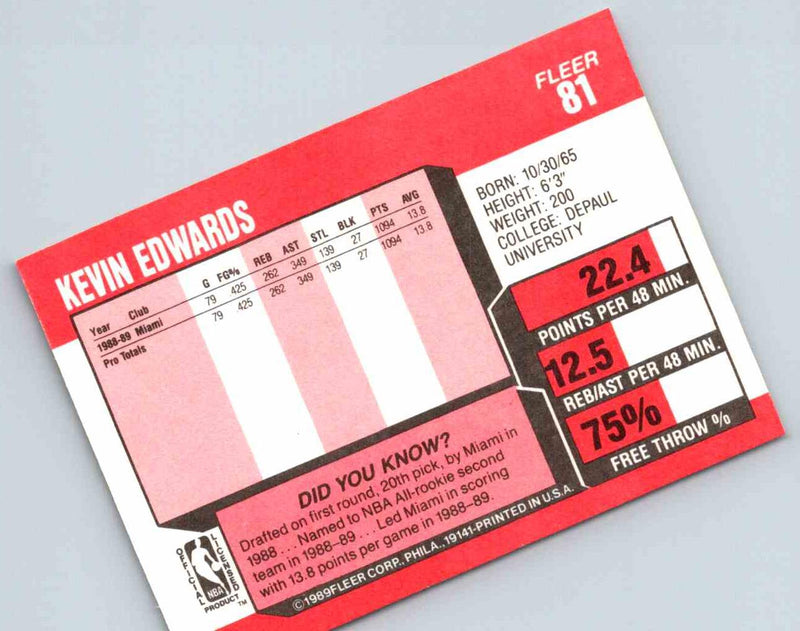 FLEER
81
KEVIN EDWARDS
Year Club G FG% REB AST STL BLK PTS AVG
1988-89 Miami 79 425 262 349 139 27 1094 13.8
Pro Totals 79 425 262 349 139 27 1094 13.8
BORN: 10/30/65
HEIGHT: 6'3"
WEIGHT: 200
COLLEGE: DEPAUL
UNIVERSITY
22.4
POINTS PER 48 MIN.
12.5
REB/AST PER 48 MIN.
75%
FREE THROW %
DID YOU KNOW?
Drafted on first round, 20th pick, by Miami in
1988 . . . Named to NBA All-rookie second
team in 1988–89 . . . Led Miami in scoring
with 13.8 points per game in 1988–89.
OFFICIAL LICENSED
NBA
PRODUCT TM
©1989 FLEER CORP., PHILA., 19141-PRINTED IN U.S.A.